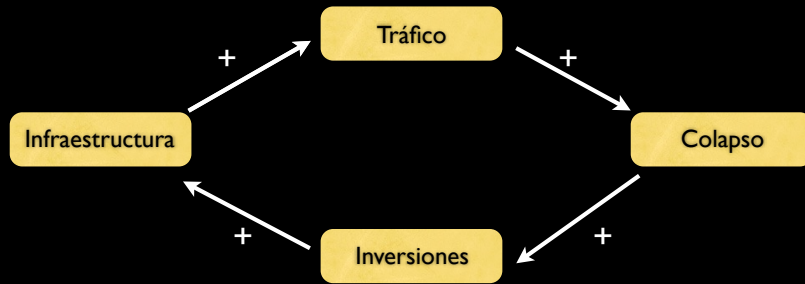 Tráfico
+
+
Infraestructura
Colapso
+
+
Inversiones